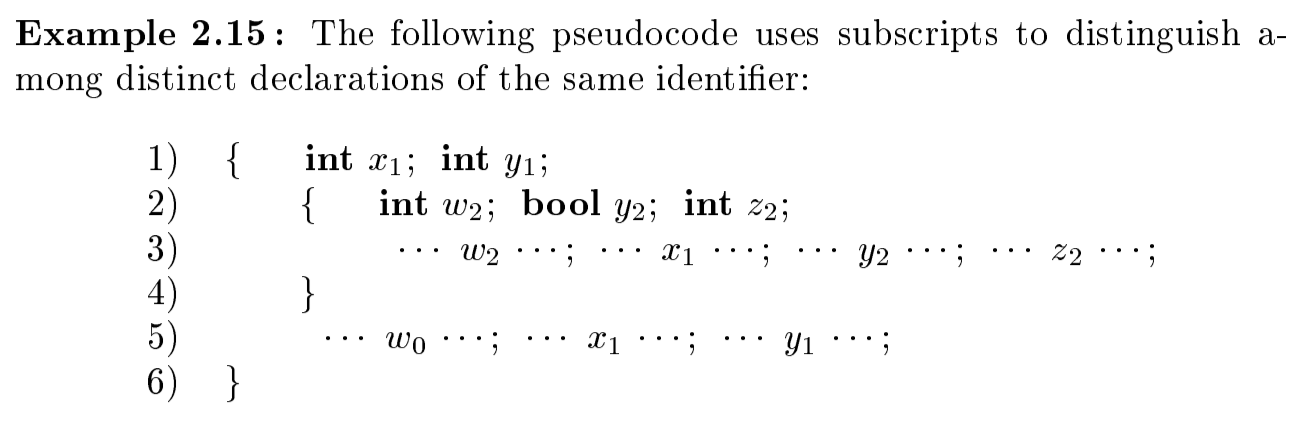 Example 2.15: The following pseudocode uses subscripts to distinguish a-
mong distinct declarations of the same identifier:
1) { int x₁; int y₁;
2) { int w₂; bool y₂; int z₂;
3) ··· w₂ ···; ··· x₁ ···; ··· y₂ ···; ··· z₂ ···;
4) }
5) ··· w₀ ···; ··· x₁ ···; ··· y₁ ···;
6) }